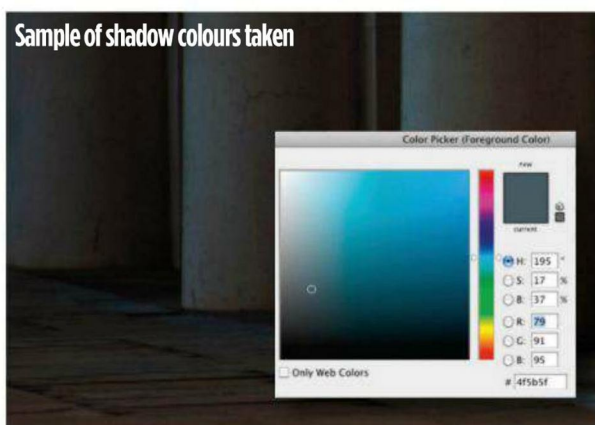 Sample of shadow colours taken
Color Picker (Foreground Color)
new
current
H: 195 °
S: 17 %
B: 37 %
R: 79
G: 91
B: 95
Only Web Colors
# 4f5b5f